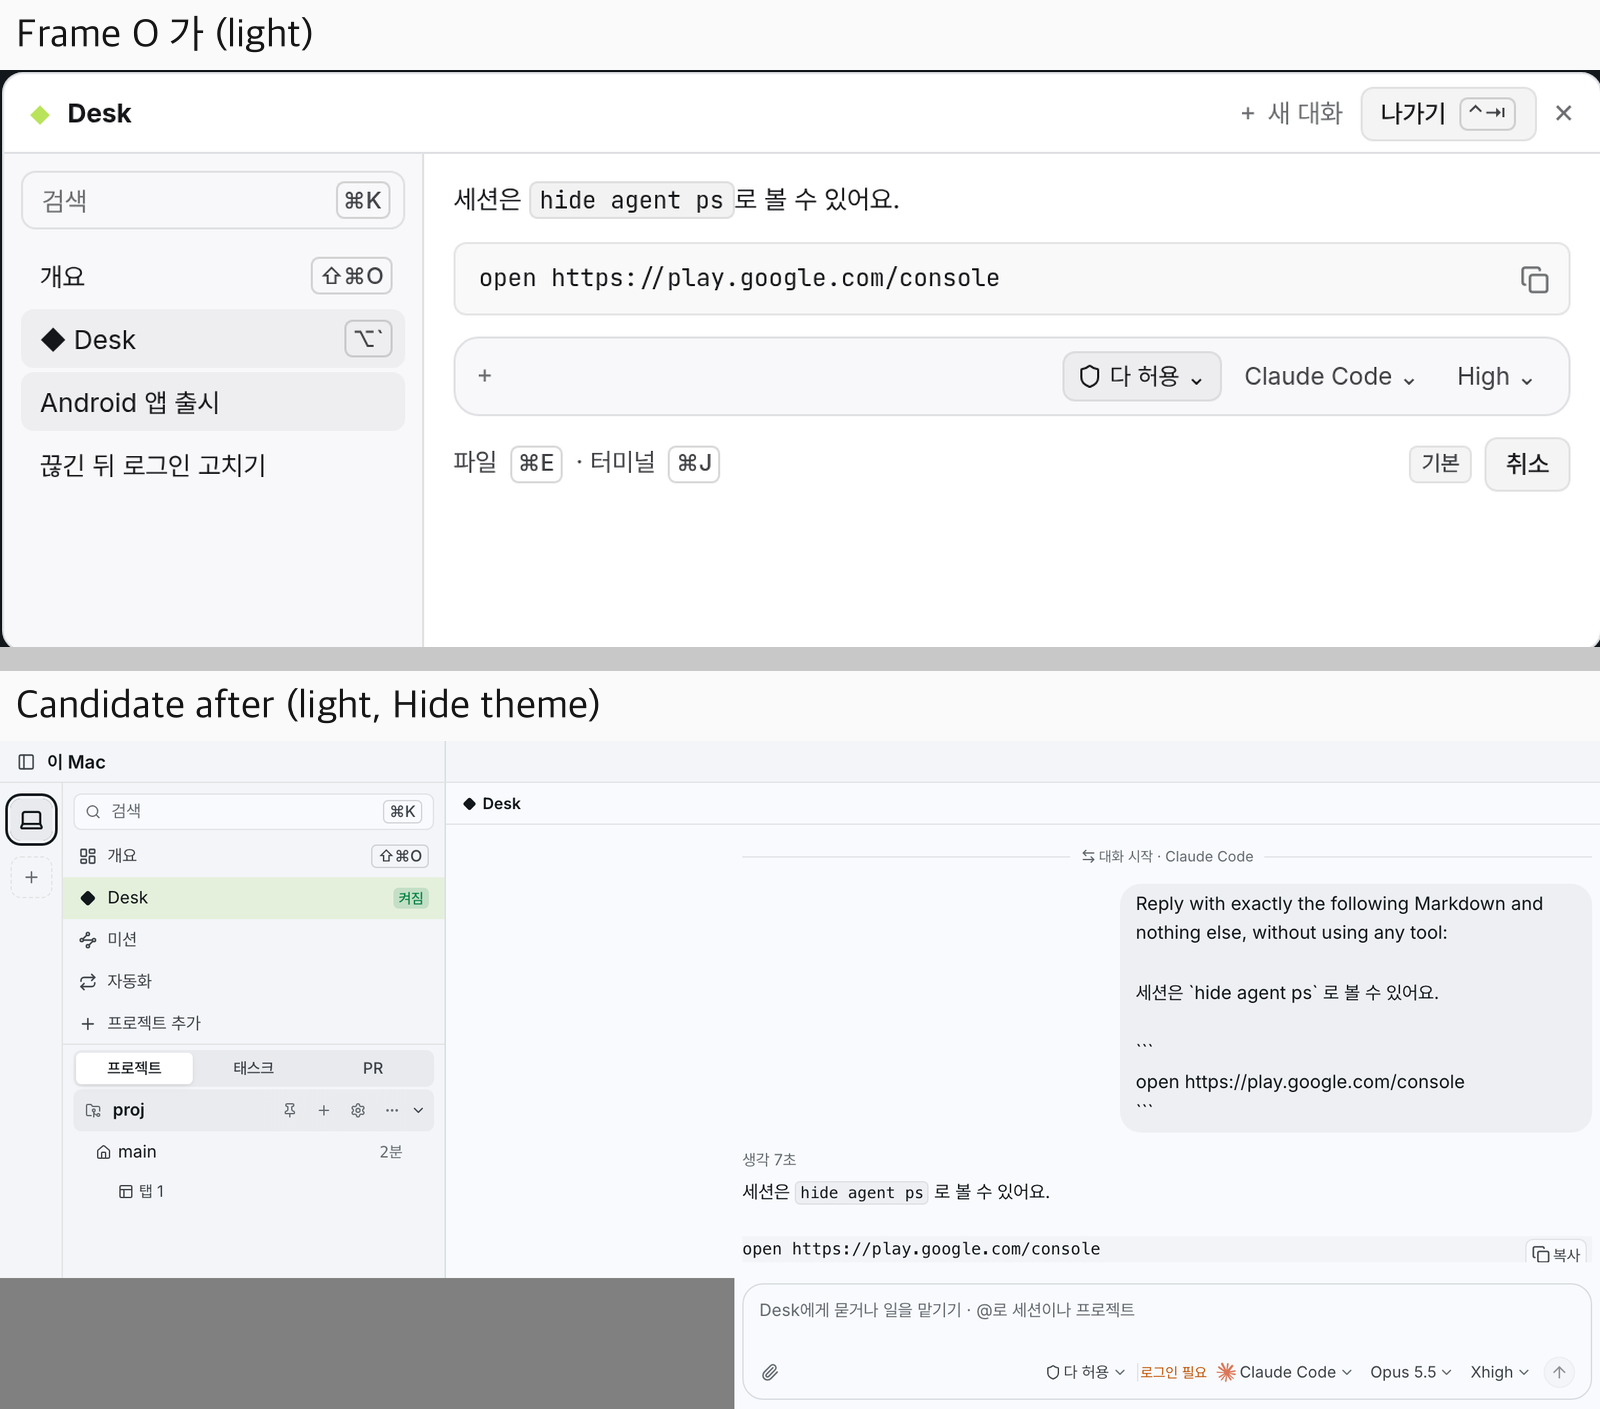 Frame O 가 (light)
Desk
+ 새 대화
나가기 ^⇥
×
검색 ⌘K
개요 ⇧⌘O
Desk ⌥`
Android 앱 출시
끊긴 뒤 로그인 고치기
세션은 hide agent ps로 볼 수 있어요.
open https://play.google.com/console
+ 다 허용 Claude Code High
파일 ⌘E · 터미널 ⌘J
기본 취소
Candidate after (light, Hide theme)
이 Mac
검색 ⌘K
개요 ⇧⌘O
Desk 켜짐
미션
자동화
+ 프로젝트 추가
프로젝트 태스크 PR
proj
main 2분
탭 1
Desk
대화 시작 · Claude Code
Reply with exactly the following Markdown and
nothing else, without using any tool:
세션은 `hide agent ps` 로 볼 수 있어요.
```
open https://play.google.com/console
```
생각 7초
세션은 hide agent ps 로 볼 수 있어요.
open https://play.google.com/console
복사
Desk에게 묻거나 일을 맡기기 · @로 세션이나 프로젝트
다 허용 로그인 필요 Claude Code Opus 5.5 Xhigh